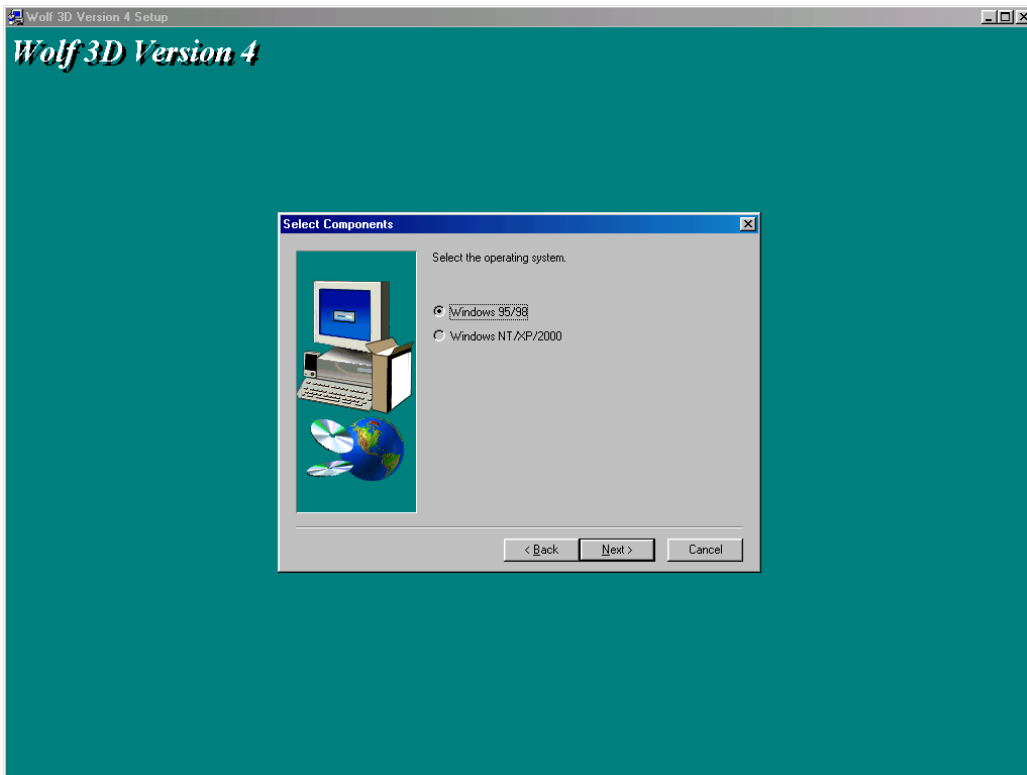 Wolf 3D Version 4 Setup
Wolf 3D Version 4
Select Components
Select the operating system.
Windows 95/98
Windows NT/XP/2000
< Back
Next >
Cancel